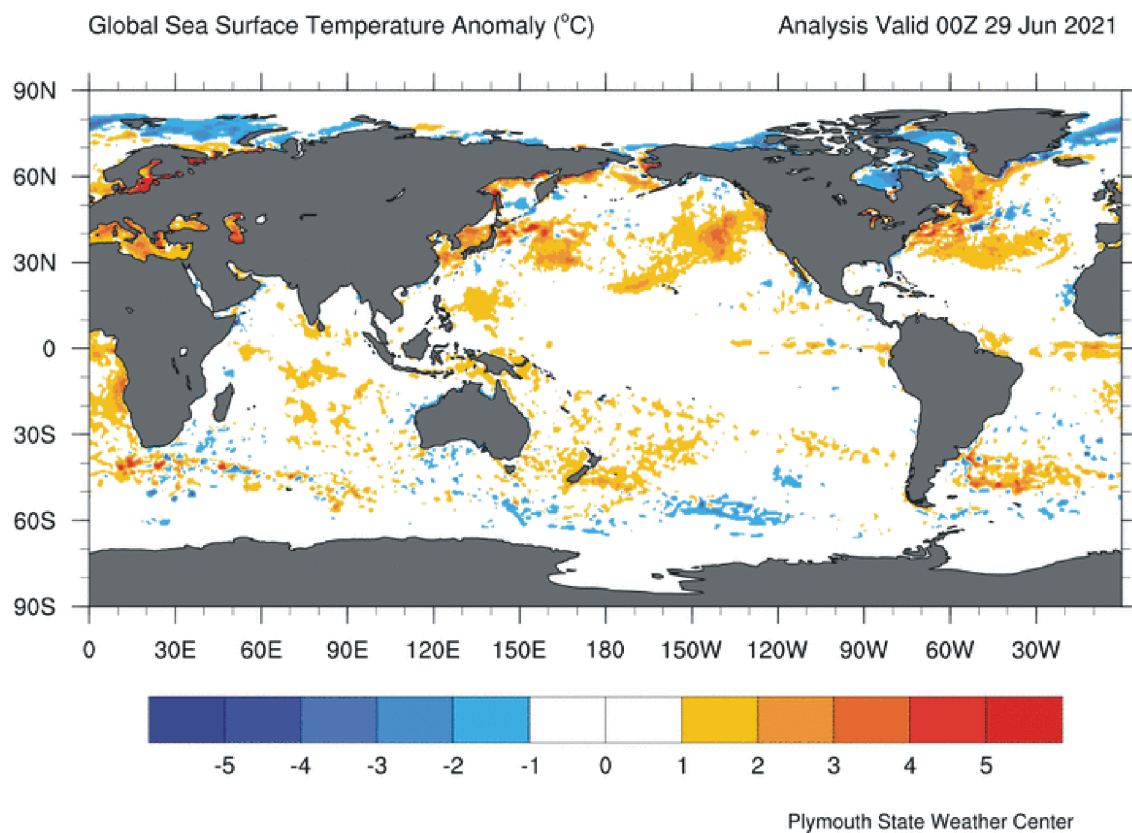 Global Sea Surface Temperature Anomaly (°C)
Analysis Valid 00Z 29 Jun 2021
90N
60N
30N
0
30S
60S
90S
0 30E 60E 90E 120E 150E 180 150W 120W 90W 60W 30W
-5 -4 -3 -2 -1 0 1 2 3 4 5
Plymouth State Weather Center